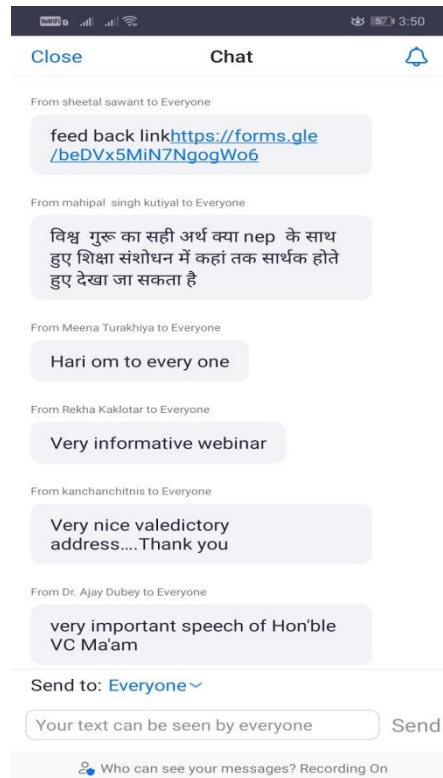 57 3:50
Close Chat
From sheetal sawant to Everyone
feed back linkhttps://forms.gle
/beDVx5MiN7NgogWo6
From mahipal singh kutiyal to Everyone
विश्व गुरू का सही अर्थ क्या nep के साथ
हुए शिक्षा संशोधन में कहां तक सार्थक होते
हुए देखा जा सकता है
From Meena Turakhiya to Everyone
Hari om to every one
From Rekha Kaklotar to Everyone
Very informative webinar
From kanchanchitnis to Everyone
Very nice valedictory
address....Thank you
From Dr. Ajay Dubey to Everyone
very important speech of Hon'ble
VC Ma'am
Send to: Everyone
Your text can be seen by everyone Send
Who can see your messages? Recording On